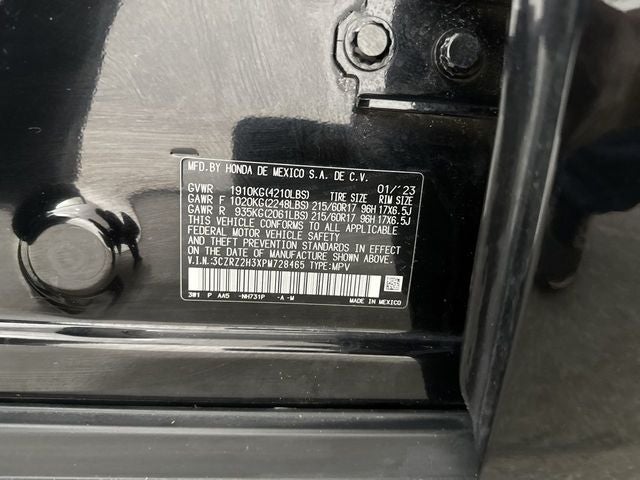 MFD.BY HONDA DE MEXICO S.A. DE C.V.
GVWR 1910KG(4210LBS) TIRE SIZE 01/'23 RIM SIZE
GAWR F 1020KG(2248LBS) 215/60R17 96H 17X6.5J
GAWR R 935KG(2061LBS) 215/60R17 96H 17X6.5J
THIS VEHICLE CONFORMS TO ALL APPLICABLE
FEDERAL MOTOR VEHICLE SAFETY
AND THEFT PREVENTION STANDARDS IN EFFECT
ON THE DATE OF MANUFACTURE SHOWN ABOVE.
V.I.N.:3CZRZ2H3XPM728465 TYPE:MPV
3W1 P AA5 -NH731P -A -M MADE IN MEXICO